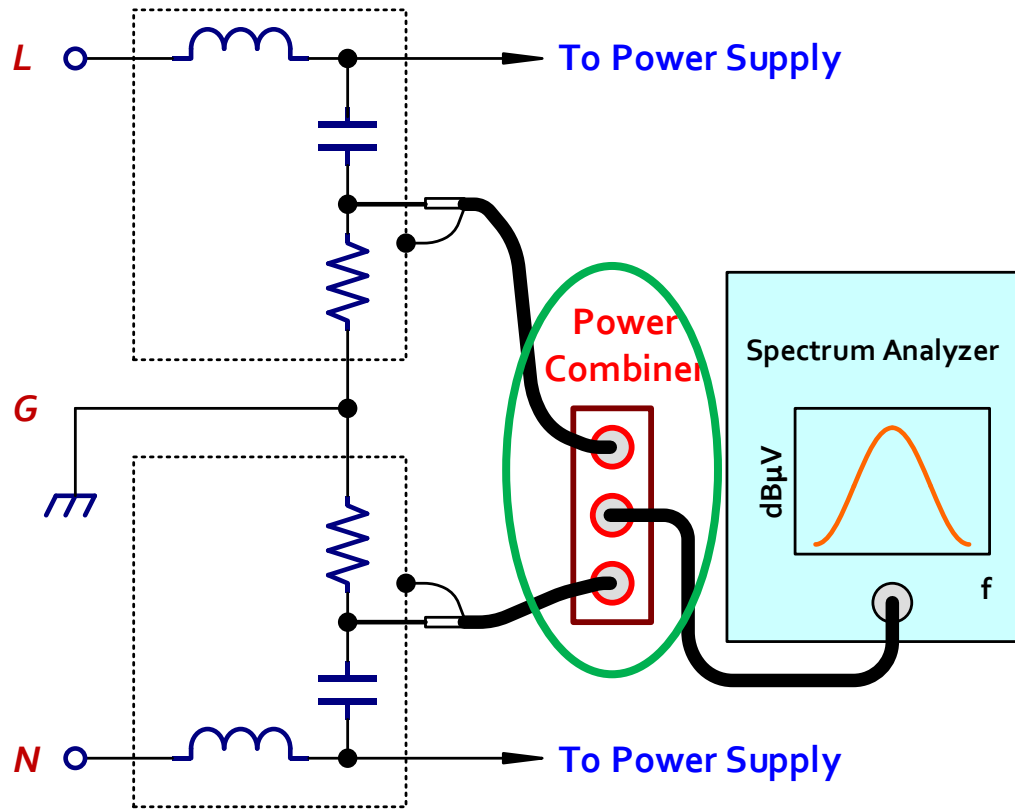 L
To Power Supply
Power
Combiner
Spectrum Analyzer
G
dBµV
f
N
To Power Supply